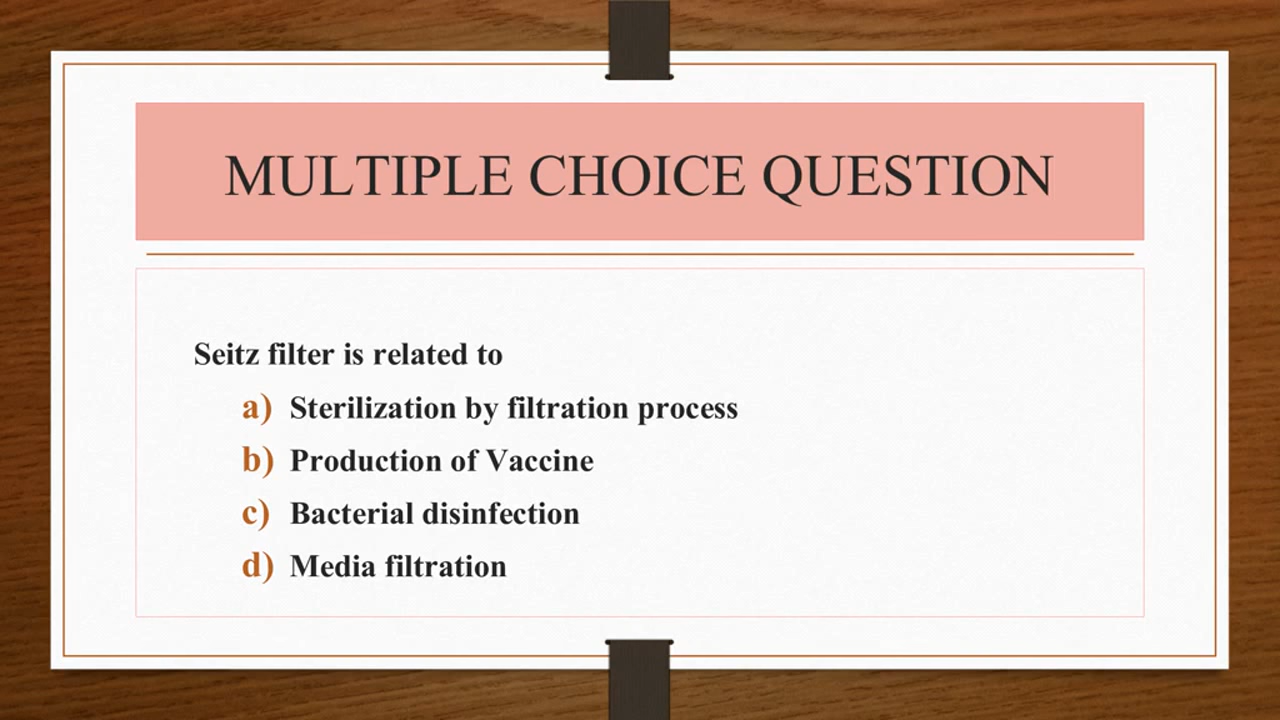 MULTIPLE CHOICE QUESTION
Seitz filter is related to
a) Sterilization by filtration process
b) Production of Vaccine
c) Bacterial disinfection
d) Media filtration